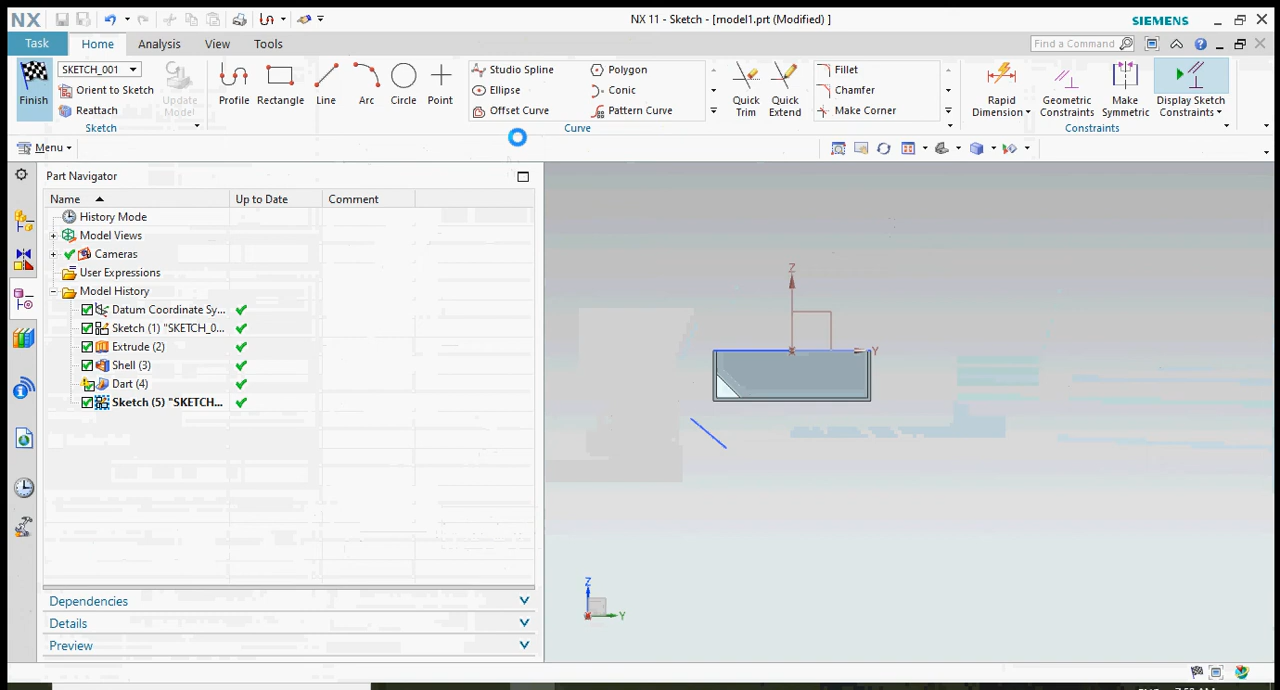 NX
NX 11 - Sketch - [model1.prt (Modified) ]
SIEMENS
Task
Home
Analysis
View
Tools
Find a Command
Finish
SKETCH_001
Orient to Sketch
Reattach
Update Model
Sketch
Profile
Rectangle
Line
Arc
Circle
Point
Studio Spline
Ellipse
Offset Curve
Polygon
Conic
Pattern Curve
Quick Trim
Quick Extend
Fillet
Chamfer
Make Corner
Curve
Rapid Dimension
Geometric Constraints
Make Symmetric
Display Sketch Constraints
Constraints
Menu
Part Navigator
Name
Up to Date
Comment
History Mode
Model Views
Cameras
User Expressions
Model History
Datum Coordinate Sy...
Sketch (1) "SKETCH_0...
Extrude (2)
Shell (3)
Dart (4)
Sketch (5) "SKETCH...
Dependencies
Details
Preview
Z
Y
Z
Y